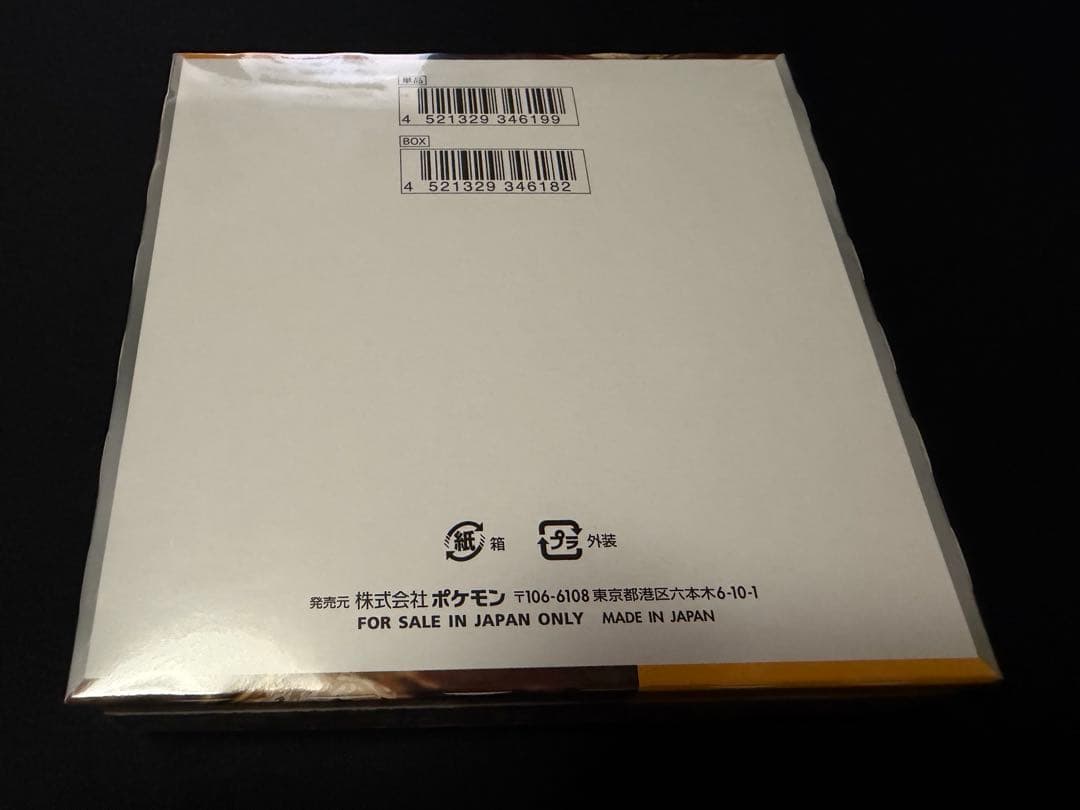 単品
4 521329 346199
BOX
4 521329 346182
紙 箱 プラ 外装
発売元 株式会社 ポケモン 〒106-6108 東京都港区六本木6-10-1
FOR SALE IN JAPAN ONLY MADE IN JAPAN